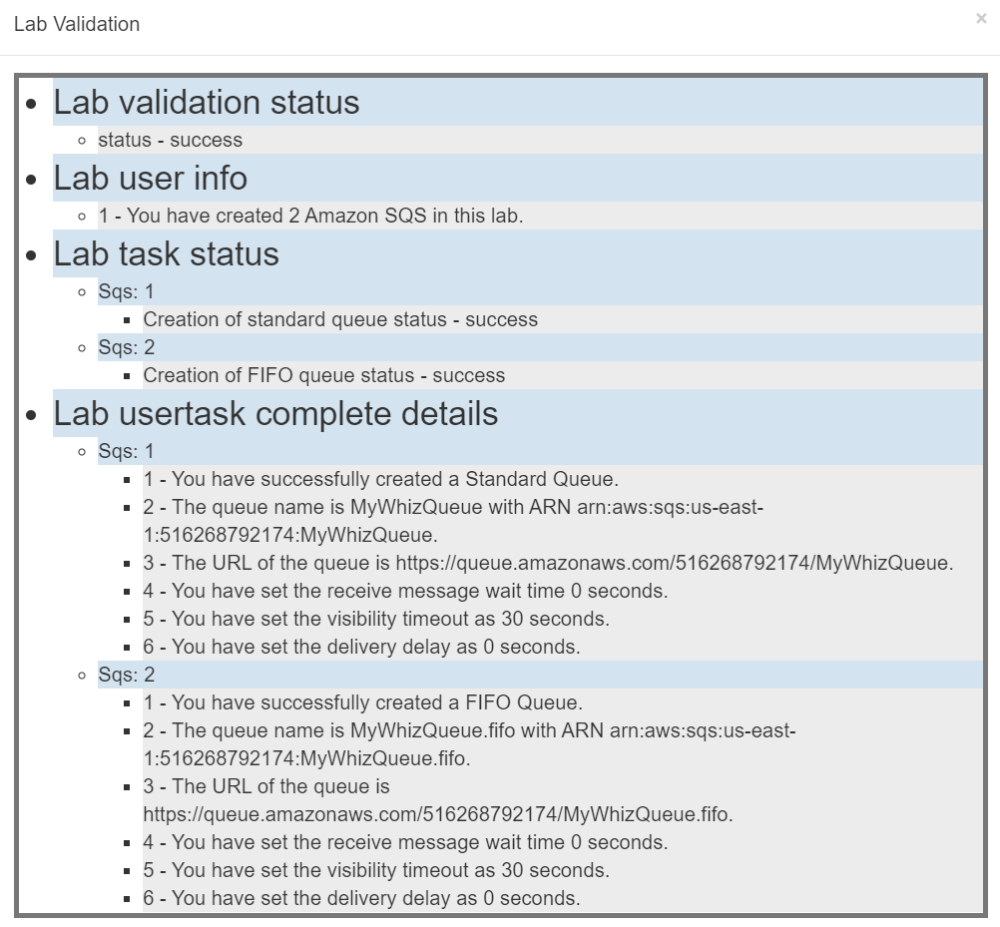 Lab Validation
×
Lab validation status
status - success
Lab user info
1 - You have created 2 Amazon SQS in this lab.
Lab task status
Sqs: 1
Creation of standard queue status - success
Sqs: 2
Creation of FIFO queue status - success
Lab usertask complete details
Sqs: 1
1 - You have successfully created a Standard Queue.
2 - The queue name is MyWhizQueue with ARN arn:aws:sqs:us-east-
1:516268792174:MyWhizQueue.
3 - The URL of the queue is https://queue.amazonaws.com/516268792174/MyWhizQueue.
4 - You have set the receive message wait time 0 seconds.
5 - You have set the visibility timeout as 30 seconds.
6 - You have set the delivery delay as 0 seconds.
Sqs: 2
1 - You have successfully created a FIFO Queue.
2 - The queue name is MyWhizQueue.fifo with ARN arn:aws:sqs:us-east-
1:516268792174:MyWhizQueue.fifo.
3 - The URL of the queue is
https://queue.amazonaws.com/516268792174/MyWhizQueue.fifo.
4 - You have set the receive message wait time 0 seconds.
5 - You have set the visibility timeout as 30 seconds.
6 - You have set the delivery delay as 0 seconds.